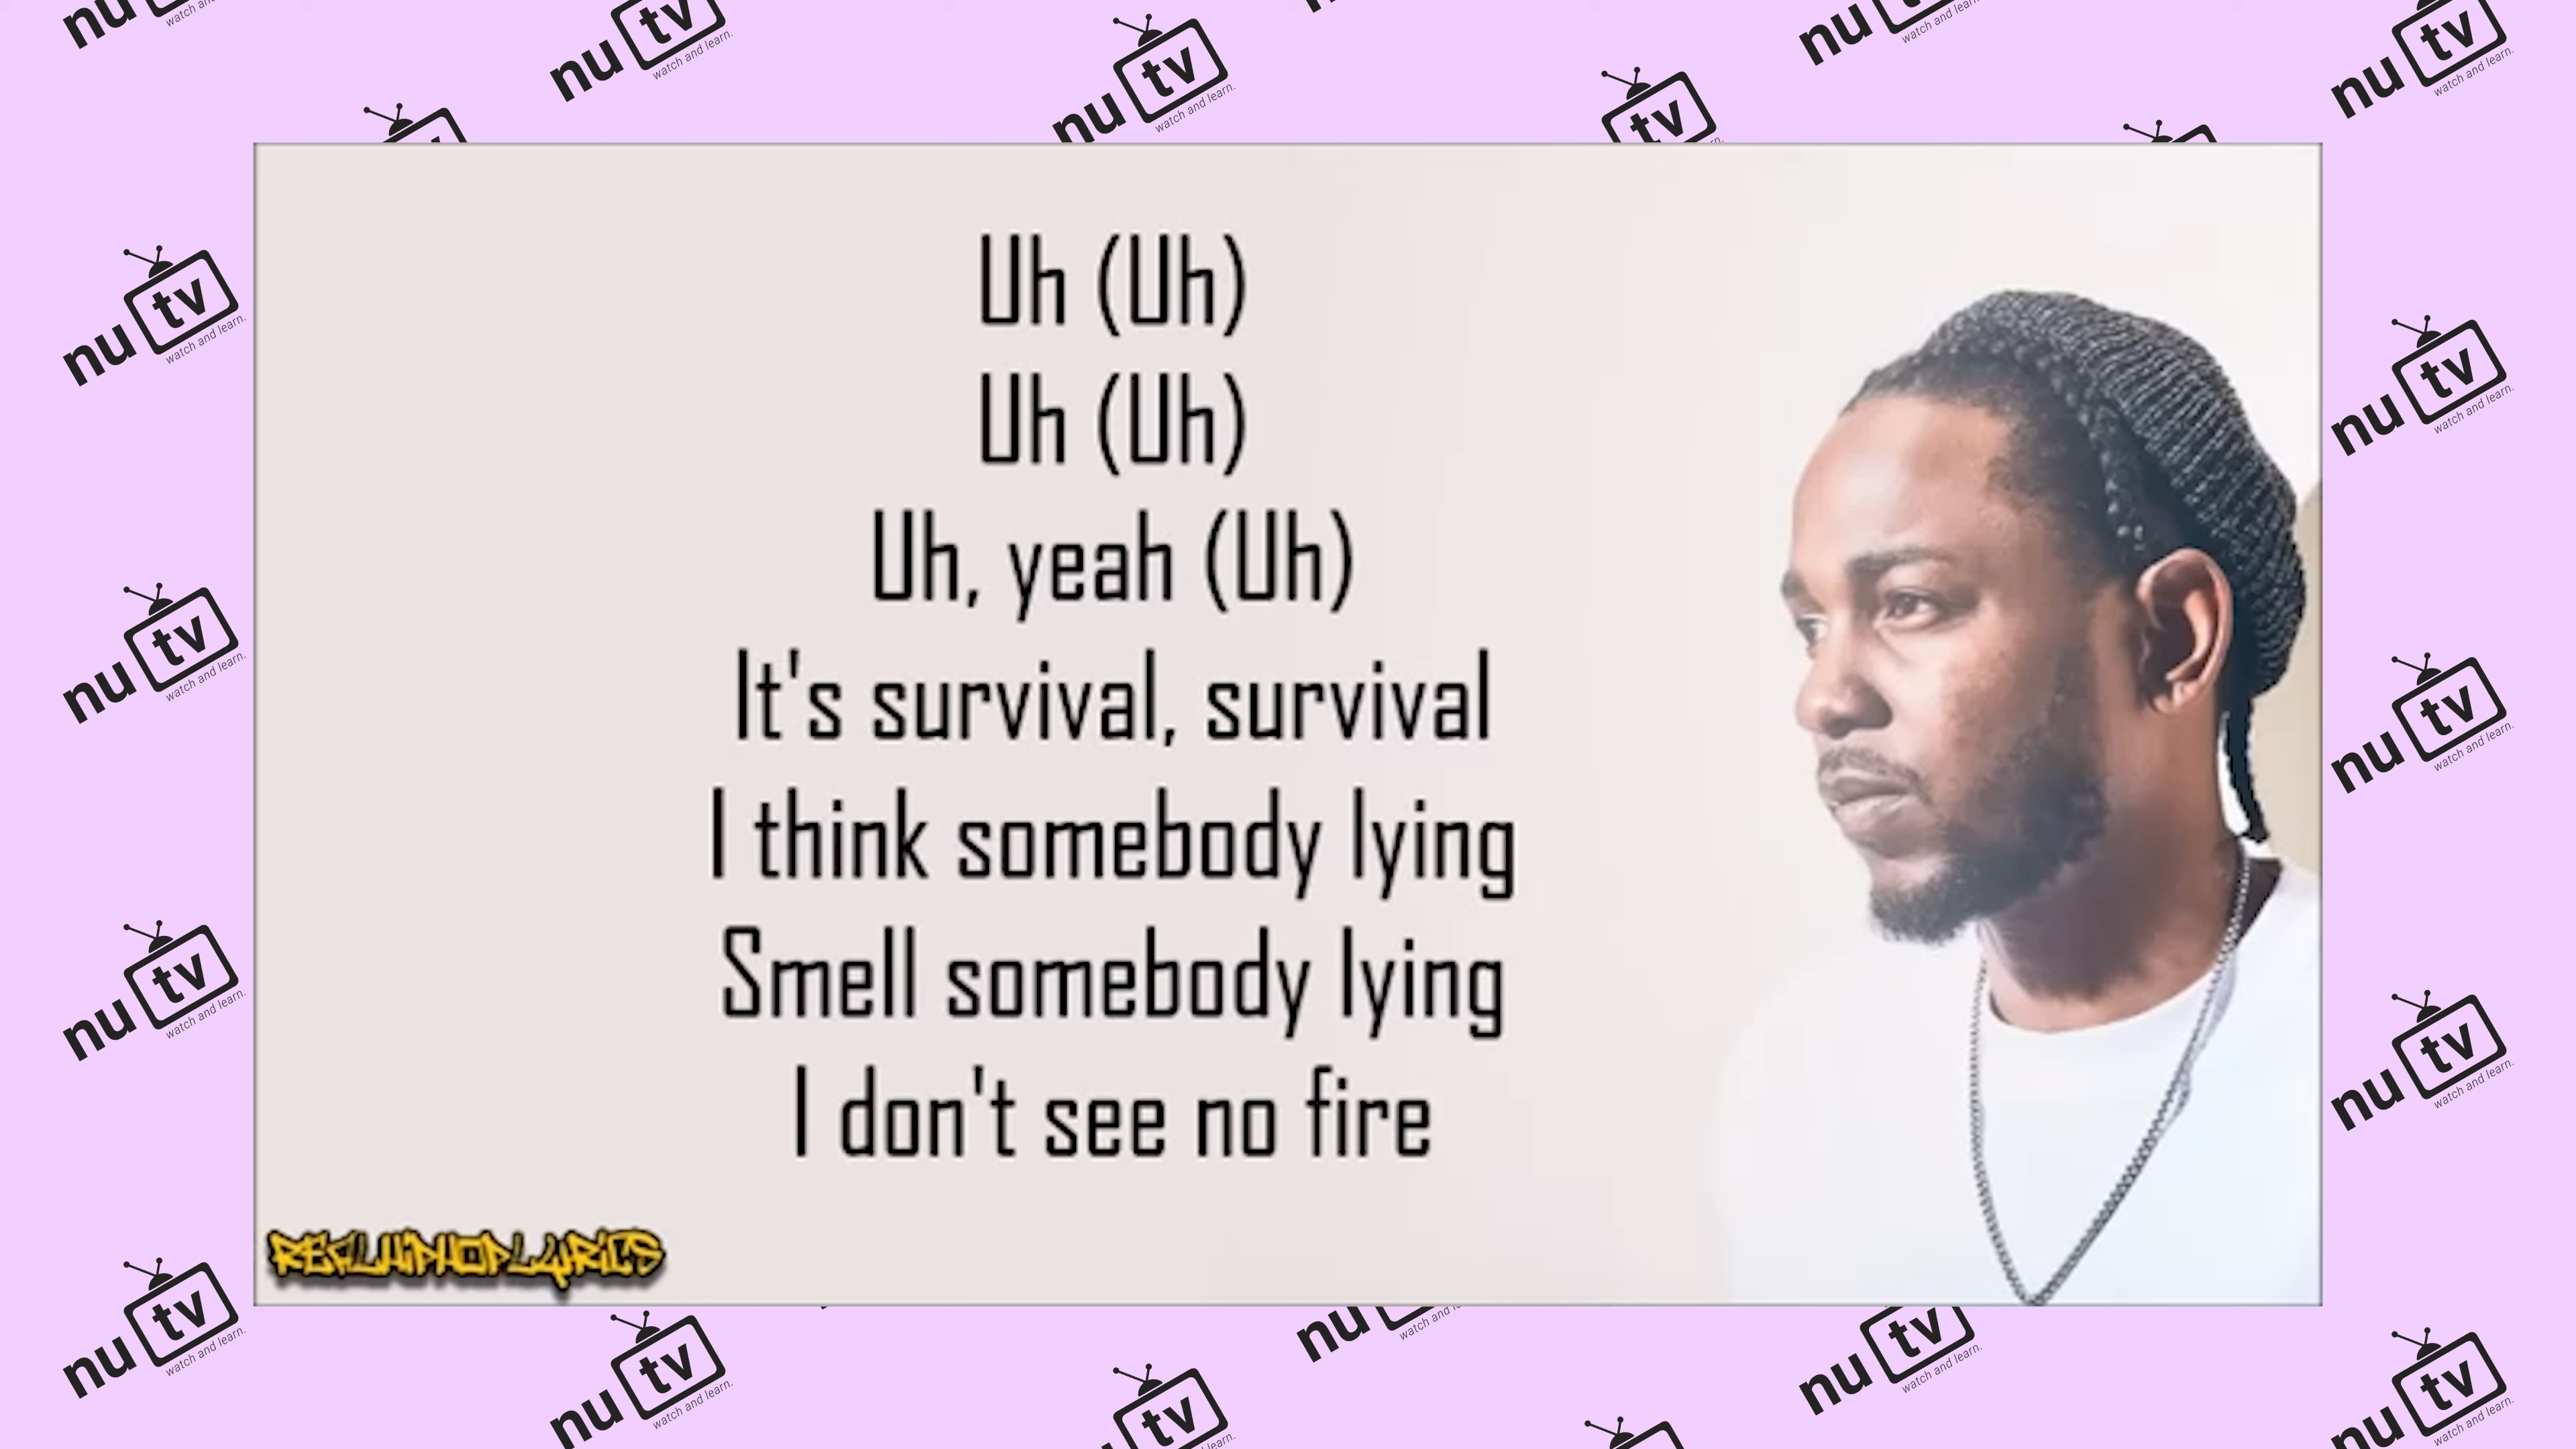 Uh (Uh)
Uh (Uh)
Uh, yeah (Uh)
It's survival, survival
I think somebody lying
Smell somebody lying
I don't see no fire
REALHIPHOPLYRICS
nu tv
watch and learn.